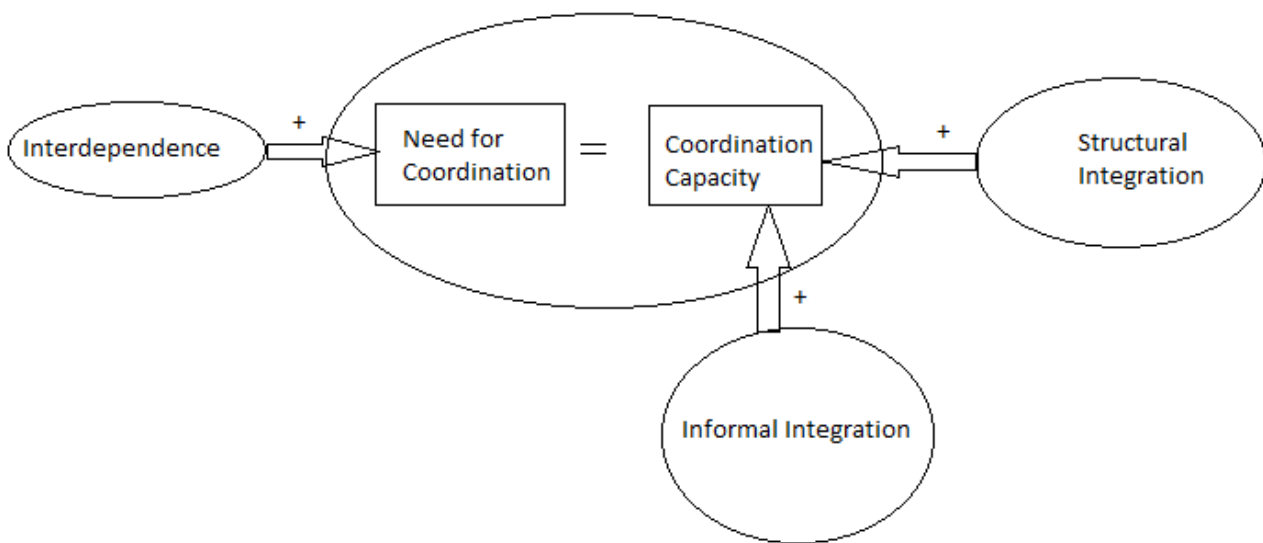 +
+
Interdependence
Need for
Coordination
=
Coordination
Capacity
Structural
Integration
+
Informal Integration